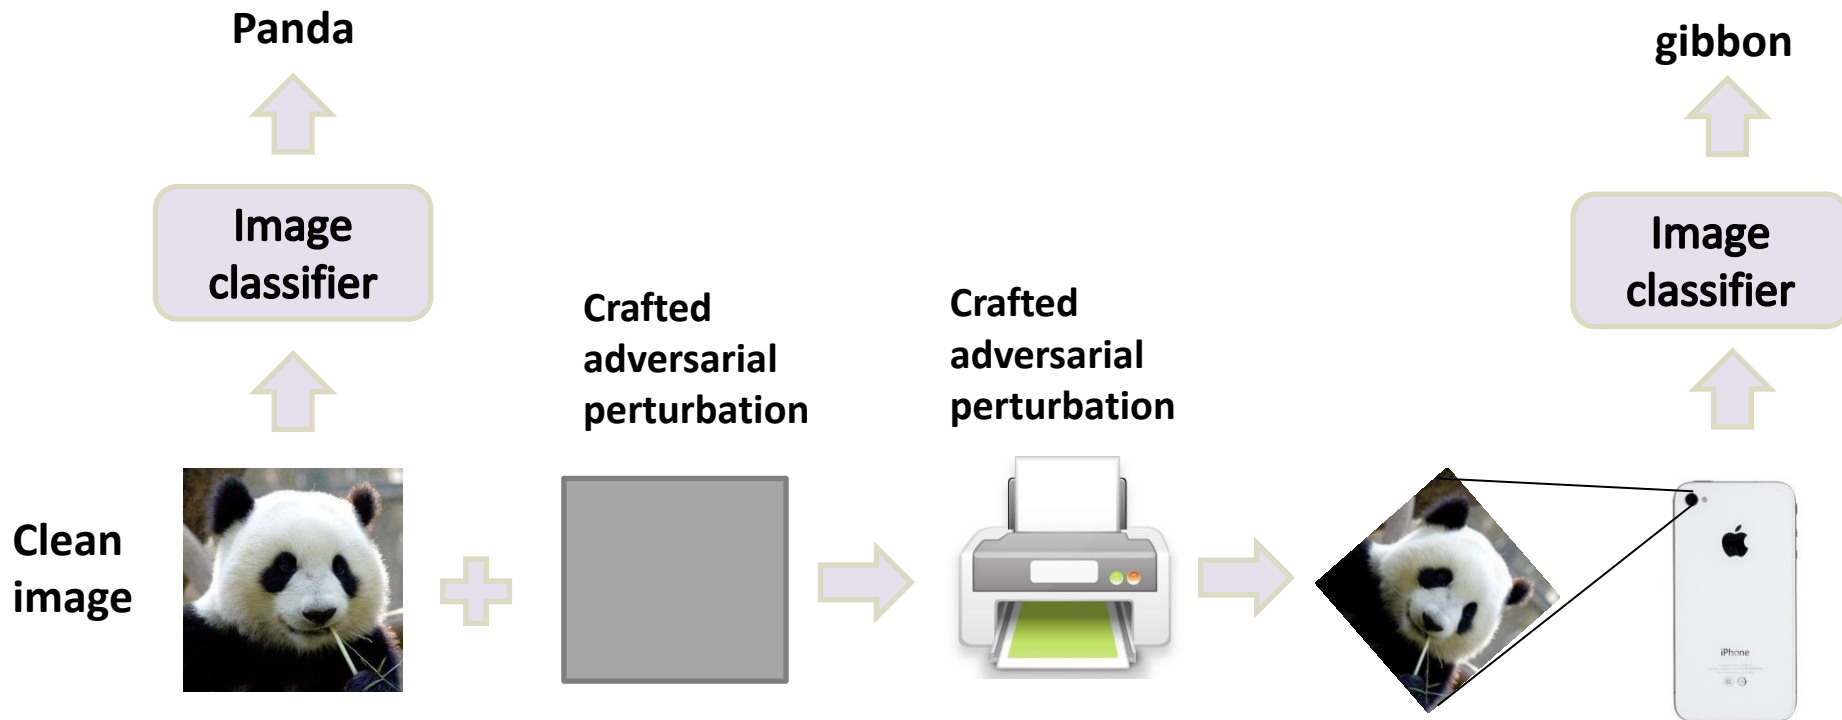 Panda
gibbon
Image
classifier
Image
classifier
Crafted
adversarial
perturbation
Crafted
adversarial
perturbation
Clean
image
iPhone